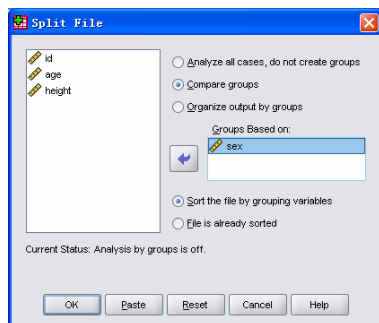 Split File
id
age
height
Analyze all cases, do not create groups
Compare groups
Organize output by groups
Groups Based on:
sex
Sort the file by grouping variables
File is already sorted
Current Status: Analysis by groups is off.
OK Paste Reset Cancel Help